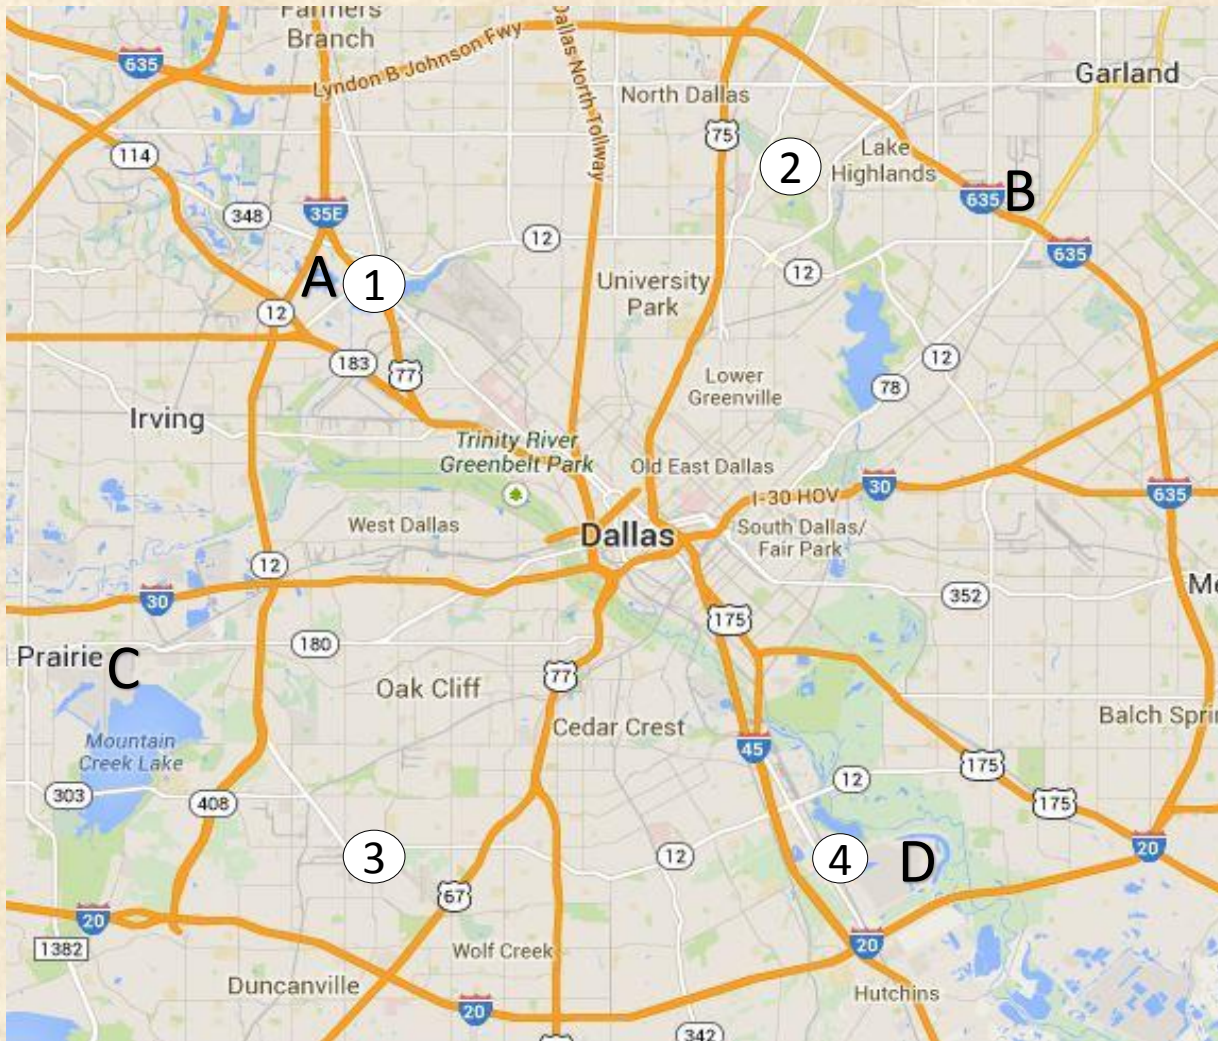 Farmers
Branch
635
Lyndon B Johnson Fwy
Dallas North Tollway
North Dallas
75
Garland
114
2
Lake
Highlands
635
B
348
35E
12
635
12
A
1
University
Park
12
183
77
12
78
Lower
Greenville
Irving
Trinity River
Greenbelt Park
Old East Dallas
30
I-30 HOV
635
West Dallas
Dallas
South Dallas/
Fair Park
12
30
352
175
180
Prairie
C
77
Oak Cliff
Cedar Crest
Balch Spri
Mountain
Creek Lake
45
175
12
303
408
175
3
12
4
D
20
67
20
1382
Wolf Creek
20
Duncanville
Hutchins
20
342